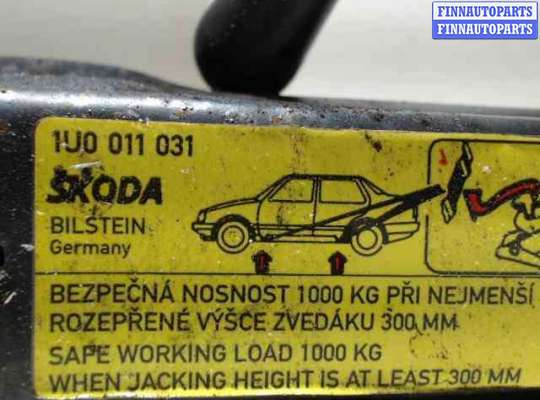 FINNAUTOPARTS
FINNAUTOPARTS
1U0 011 031
ŠKODA
BILSTEIN
Germany
BEZPEČNÁ NOSNOST 1000 KG PŘI NEJMENŠÍ
ROZEPŘENÉ VÝŠCE ZVEDÁKU 300 MM
SAPE WORKING LOAD 1000 KG
WHEN JACKING HEIGHT IS AT LEAST 300 MM